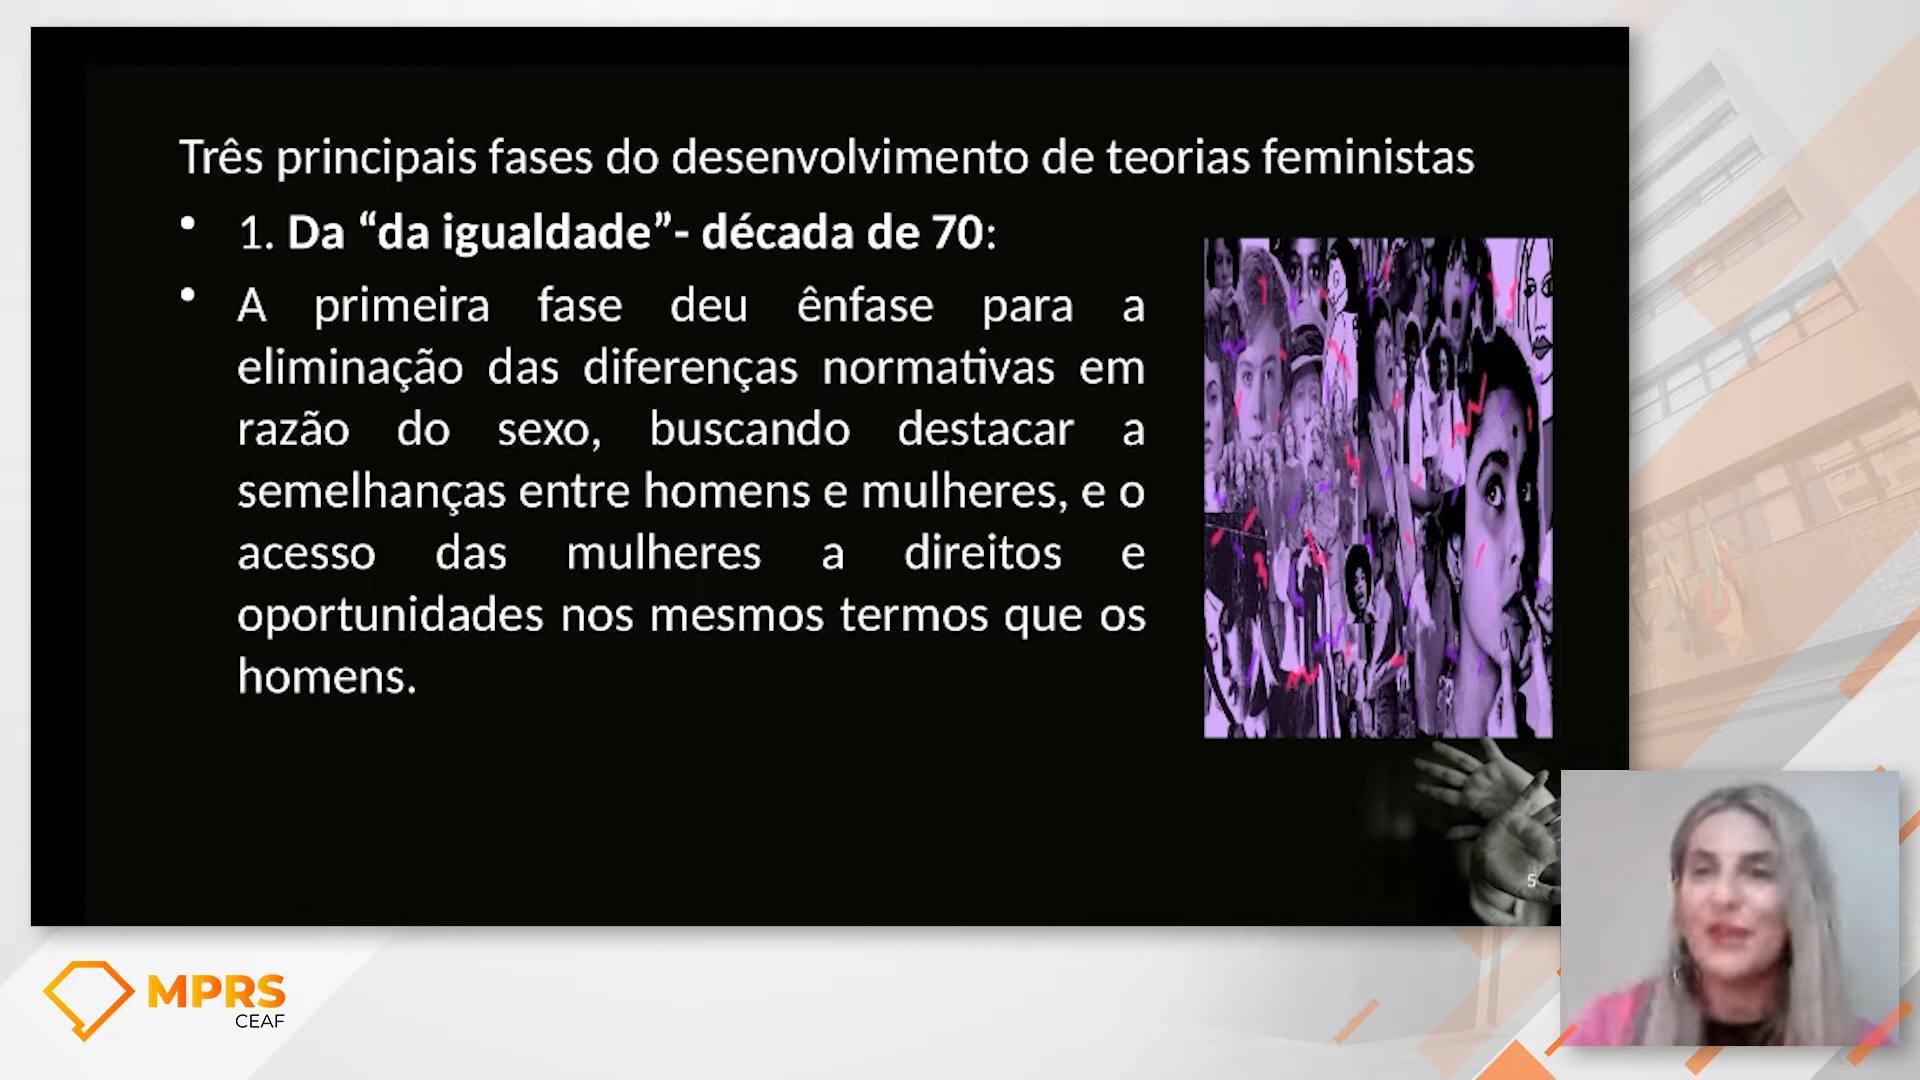 Três principais fases do desenvolvimento de teorias feministas
• 1. Da “da igualdade”- década de 70:
• A primeira fase deu ênfase para a
eliminação das diferenças normativas em
razão do sexo, buscando destacar a
semelhanças entre homens e mulheres, e o
acesso das mulheres a direitos e
oportunidades nos mesmos termos que os
homens.
5
MPRS
CEAF